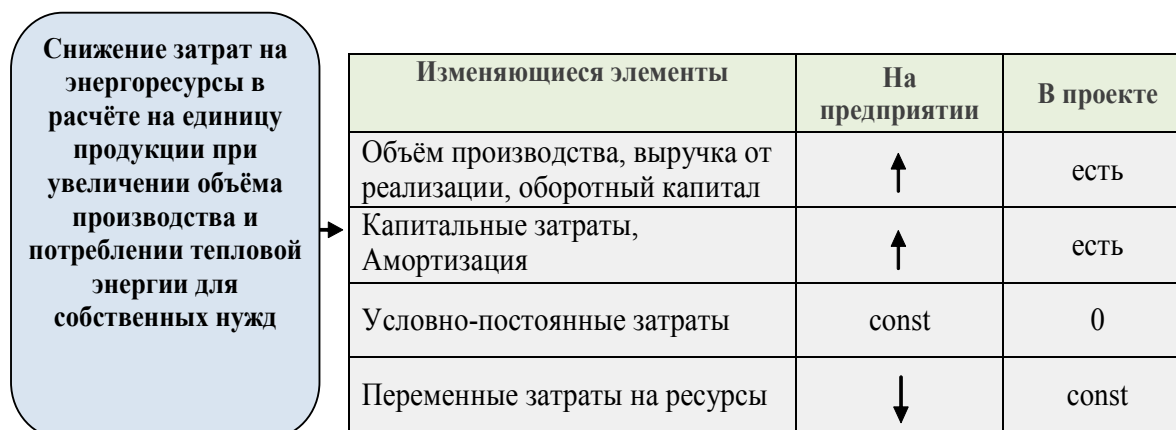 Снижение затрат на
энергоресурсы в
расчёте на единицу
продукции при
увеличении объёма
производства и
потреблении тепловой
энергии для
собственных нужд
Изменяющиеся элементы
На
предприятии
В проекте
Объём производства, выручка от
реализации, оборотный капитал
есть
Капитальные затраты,
Амортизация
есть
Условно-постоянные затраты
const
0
Переменные затраты на ресурсы
const